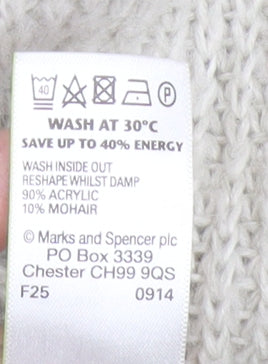 40 P
WASH AT 30°C
SAVE UP TO 40% ENERGY
WASH INSIDE OUT
RESHAPE WHILST DAMP
90% ACRYLIC
10% MOHAIR
© Marks and Spencer plc
PO Box 3339
Chester CH99 9QS
F25 0914